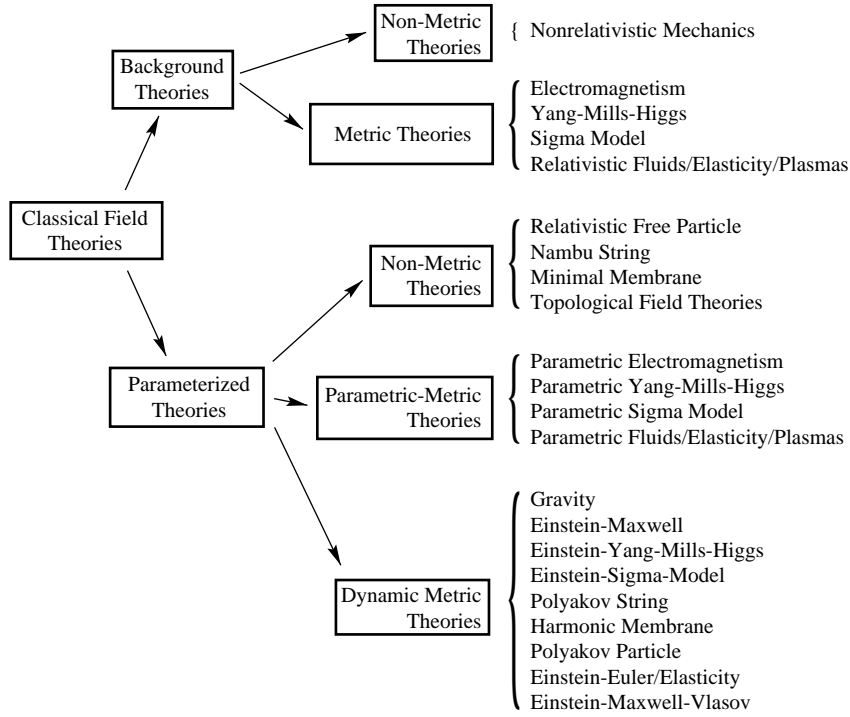 Non-Metric
Theories
{ Nonrelativistic Mechanics
Background
Theories
Metric Theories
Electromagnetism
Yang-Mills-Higgs
Sigma Model
Relativistic Fluids/Elasticity/Plasmas
Classical Field
Theories
Non-Metric
Theories
Relativistic Free Particle
Nambu String
Minimal Membrane
Topological Field Theories
Parameterized
Theories
Parametric-Metric
Theories
Parametric Electromagnetism
Parametric Yang-Mills-Higgs
Parametric Sigma Model
Parametric Fluids/Elasticity/Plasmas
Dynamic Metric
Theories
Gravity
Einstein-Maxwell
Einstein-Yang-Mills-Higgs
Einstein-Sigma-Model
Polyakov String
Harmonic Membrane
Polyakov Particle
Einstein-Euler/Elasticity
Einstein-Maxwell-Vlasov